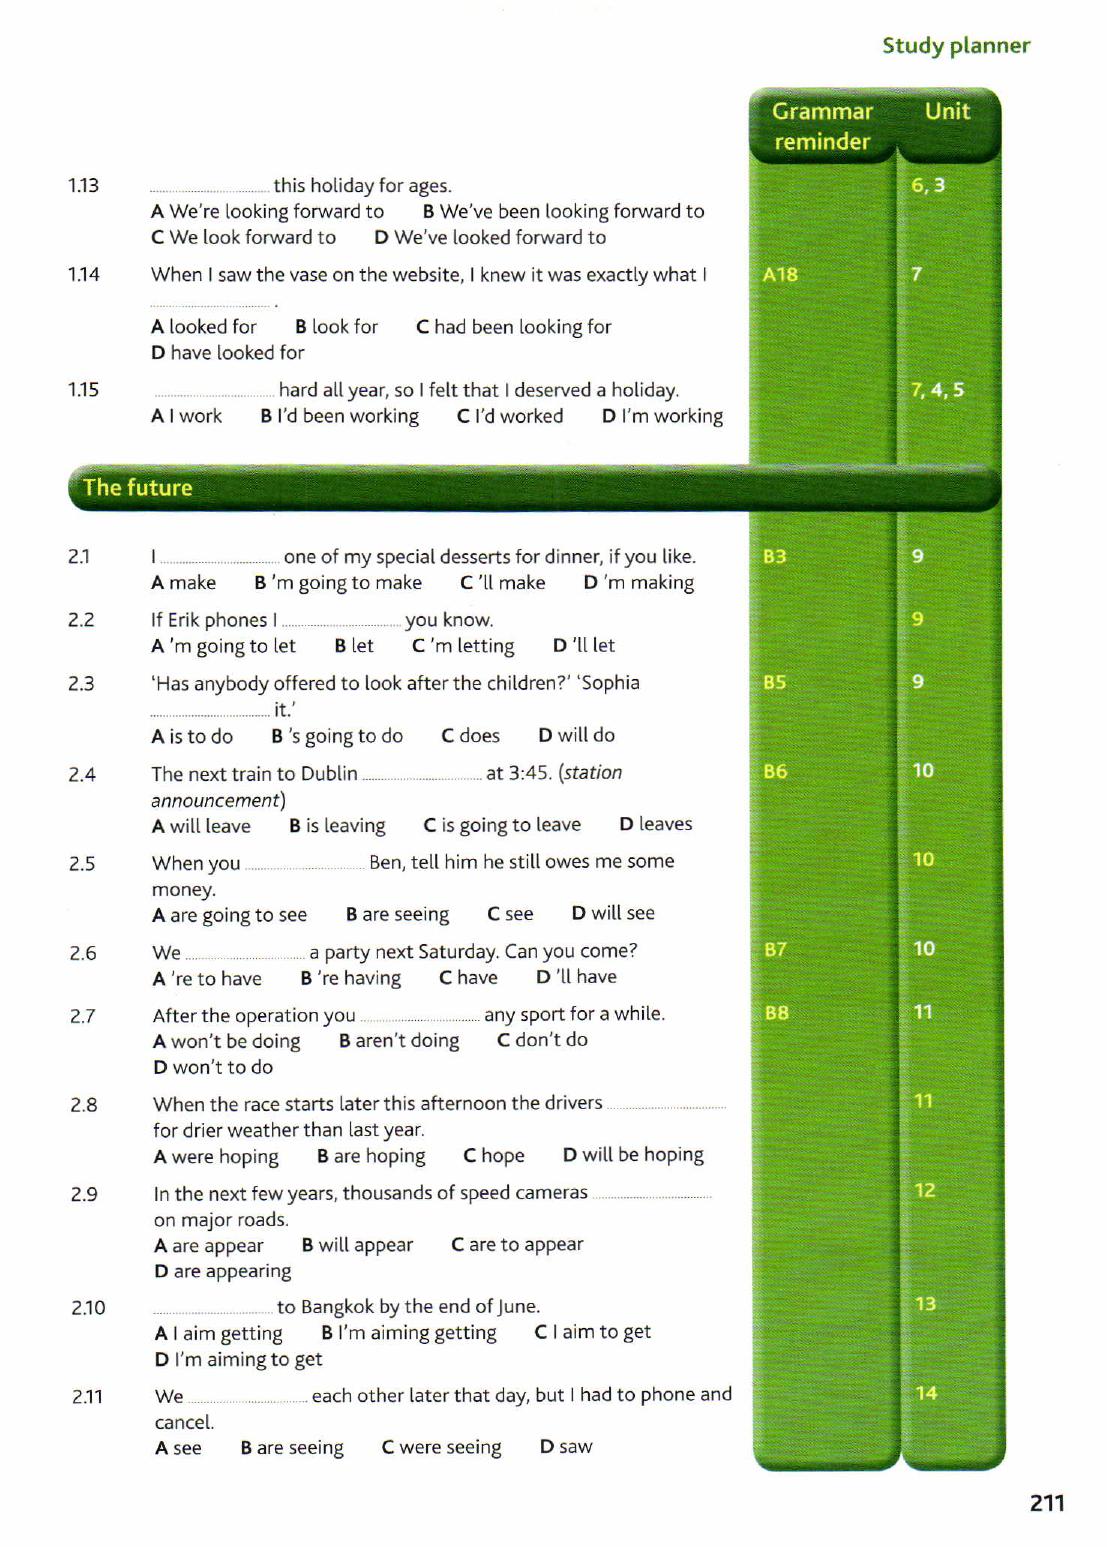 Study planner
Grammar reminder Unit
1.13 .................... this holiday for ages. 6, 3
A We're looking forward to B We've been looking forward to
C We look forward to D We've looked forward to
1.14 When I saw the vase on the website, I knew it was exactly what I A18 7
.................... .
A looked for B look for C had been looking for
D have looked for
1.15 .................... hard all year, so I felt that I deserved a holiday. 7, 4, 5
A I work B I'd been working C I'd worked D I'm working
The future
2.1 I .................... one of my special desserts for dinner, if you like. B3 9
A make B 'm going to make C 'll make D 'm making
2.2 If Erik phones I .................... you know. 9
A 'm going to let B let C 'm letting D 'll let
2.3 'Has anybody offered to look after the children?' 'Sophia B5 9
.................... it.'
A is to do B 's going to do C does D will do
2.4 The next train to Dublin .................... at 3:45. (station B6 10
announcement)
A will leave B is leaving C is going to leave D leaves
2.5 When you .................... Ben, tell him he still owes me some 10
money.
A are going to see B are seeing C see D will see
2.6 We .................... a party next Saturday. Can you come? B7 10
A 're to have B 're having C have D 'll have
2.7 After the operation you .................... any sport for a while. B8 11
A won't be doing B aren't doing C don't do
D won't to do
2.8 When the race starts later this afternoon the drivers .................... 11
for drier weather than last year.
A were hoping B are hoping C hope D will be hoping
2.9 In the next few years, thousands of speed cameras .................... 12
on major roads.
A are appear B will appear C are to appear
D are appearing
2.10 .................... to Bangkok by the end of June. 13
A I aim getting B I'm aiming getting C I aim to get
D I'm aiming to get
2.11 We .................... each other later that day, but I had to phone and 14
cancel.
A see B are seeing C were seeing D saw
211